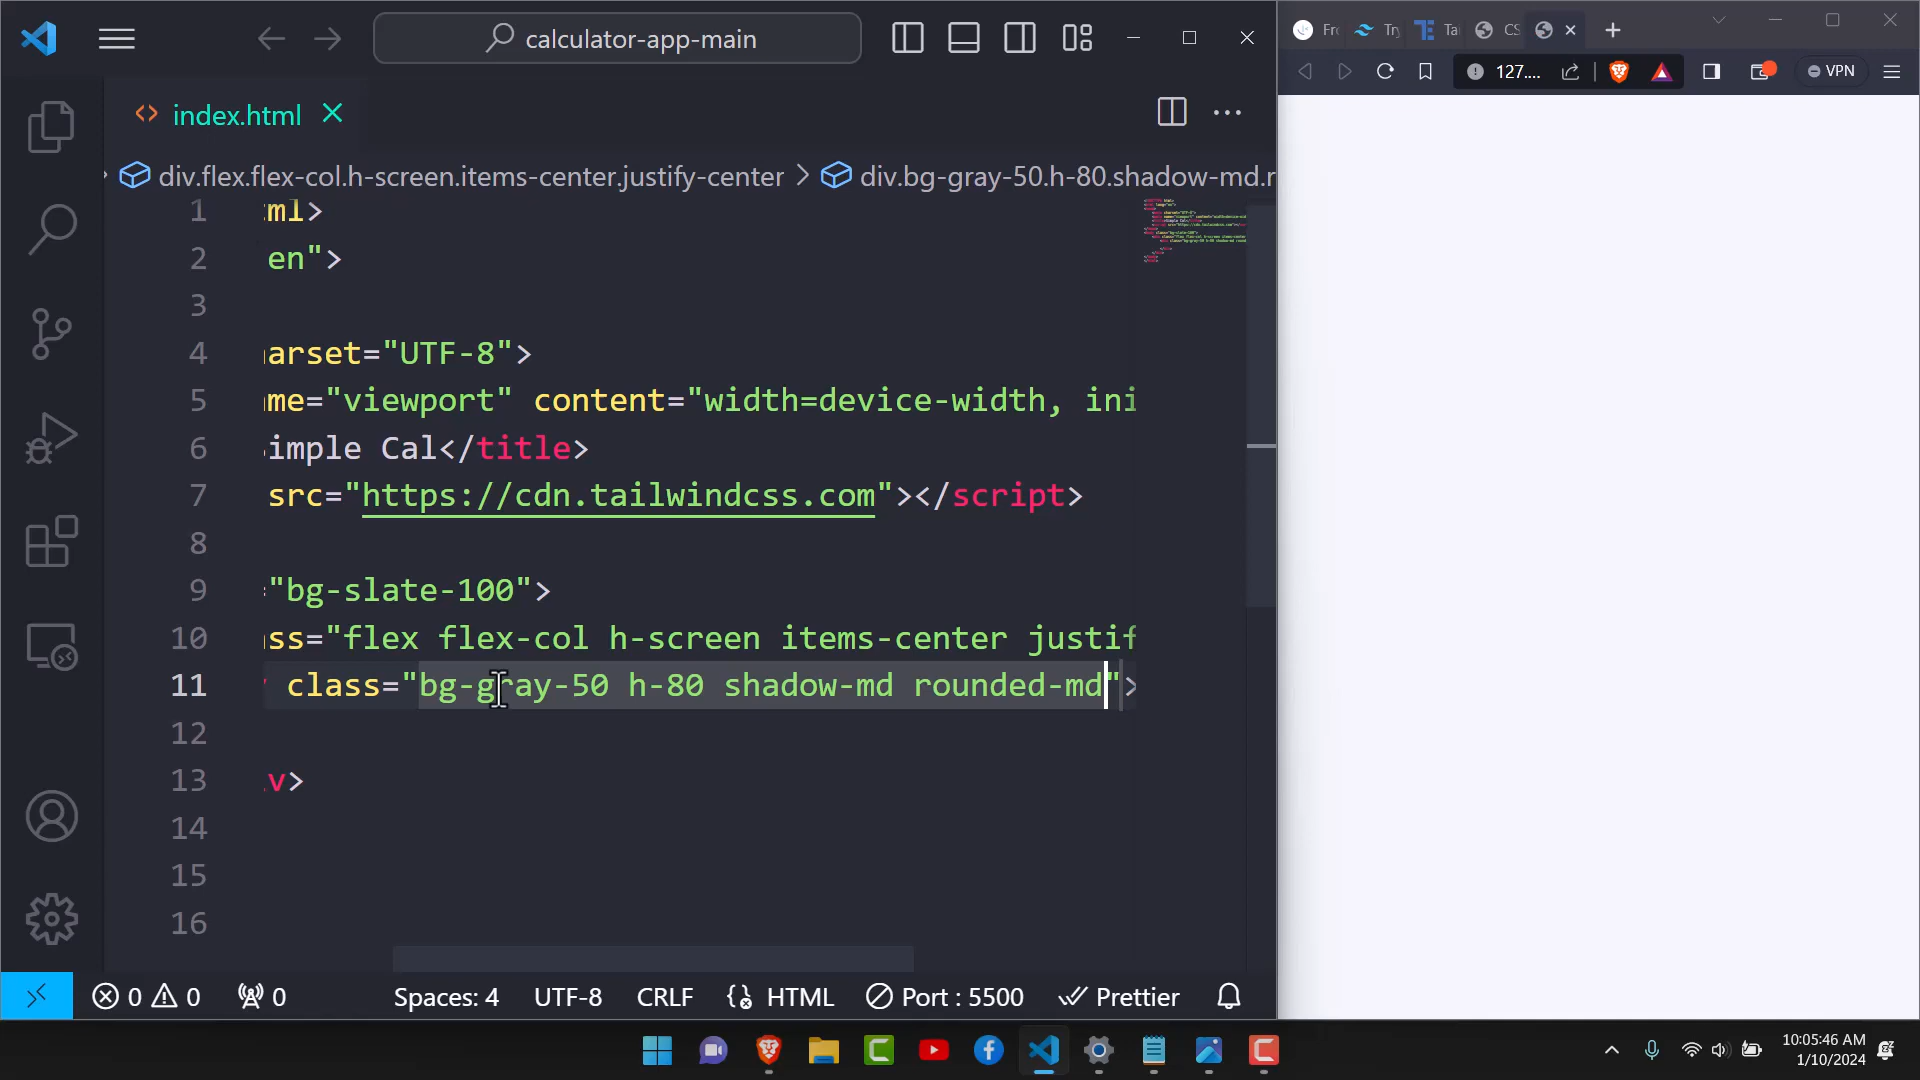 calculator-app-main
Fr
Try
Ta
CS
127....
VPN
index.html
div.flex.flex-col.h-screen.items-center.justify-center
div.bg-gray-50.h-80.shadow-md.r
1 ml>
2 en">
3
4 arset="UTF-8">
5 me="viewport" content="width=device-width, ini
6 imple Cal</title>
7 src="https://cdn.tailwindcss.com"></script>
8
9 ="bg-slate-100">
10 ss="flex flex-col h-screen items-center justif
11 class="bg-gray-50 h-80 shadow-md rounded-md">
12
13 v>
14
15
16
0 0 0 Spaces: 4 UTF-8 CRLF HTML Port : 5500 Prettier
10:05:46 AM
1/10/2024